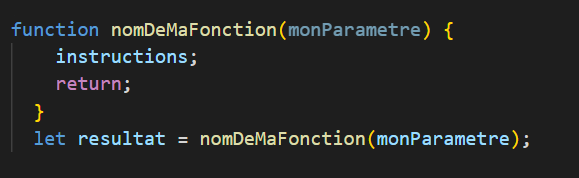 function nomDeMaFonction(monParametre) {
instructions;
return;
}
let resultat = nomDeMaFonction(monParametre);